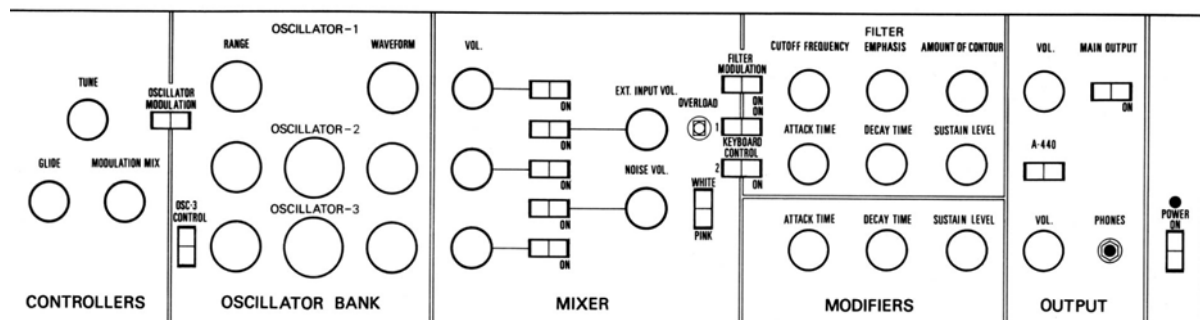 TUNE
GLIDE
MODULATION MIX
CONTROLLERS
OSCILLATOR
MODULATION
OSC-3
CONTROL
OSCILLATOR-1
RANGE
WAVEFORM
OSCILLATOR-2
OSCILLATOR-3
OSCILLATOR BANK
VOL.
ON
ON
ON
ON
ON
EXT. INPUT VOL.
OVERLOAD
NOISE VOL.
WHITE
PINK
MIXER
FILTER
MODULATION
ON
ON
1
KEYBOARD
CONTROL
2
ON
FILTER
CUTOFF FREQUENCY
EMPHASIS
AMOUNT OF CONTOUR
ATTACK TIME
DECAY TIME
SUSTAIN LEVEL
ATTACK TIME
DECAY TIME
SUSTAIN LEVEL
MODIFIERS
VOL.
MAIN OUTPUT
ON
A-440
VOL.
PHONES
OUTPUT
POWER
ON